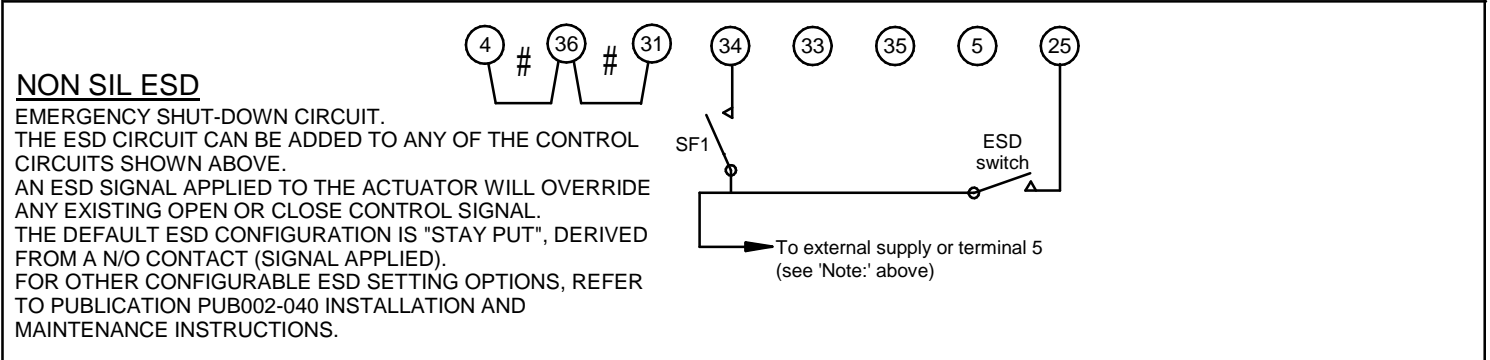 4 # 36 # 31 34 33 35 5 25
NON SIL ESD
EMERGENCY SHUT-DOWN CIRCUIT.
THE ESD CIRCUIT CAN BE ADDED TO ANY OF THE CONTROL
CIRCUITS SHOWN ABOVE.
AN ESD SIGNAL APPLIED TO THE ACTUATOR WILL OVERRIDE
ANY EXISTING OPEN OR CLOSE CONTROL SIGNAL.
THE DEFAULT ESD CONFIGURATION IS "STAY PUT", DERIVED
FROM A N/O CONTACT (SIGNAL APPLIED).
FOR OTHER CONFIGURABLE ESD SETTING OPTIONS, REFER
TO PUBLICATION PUB002-040 INSTALLATION AND
MAINTENANCE INSTRUCTIONS.
SF1
ESD
switch
To external supply or terminal 5
(see 'Note:' above)